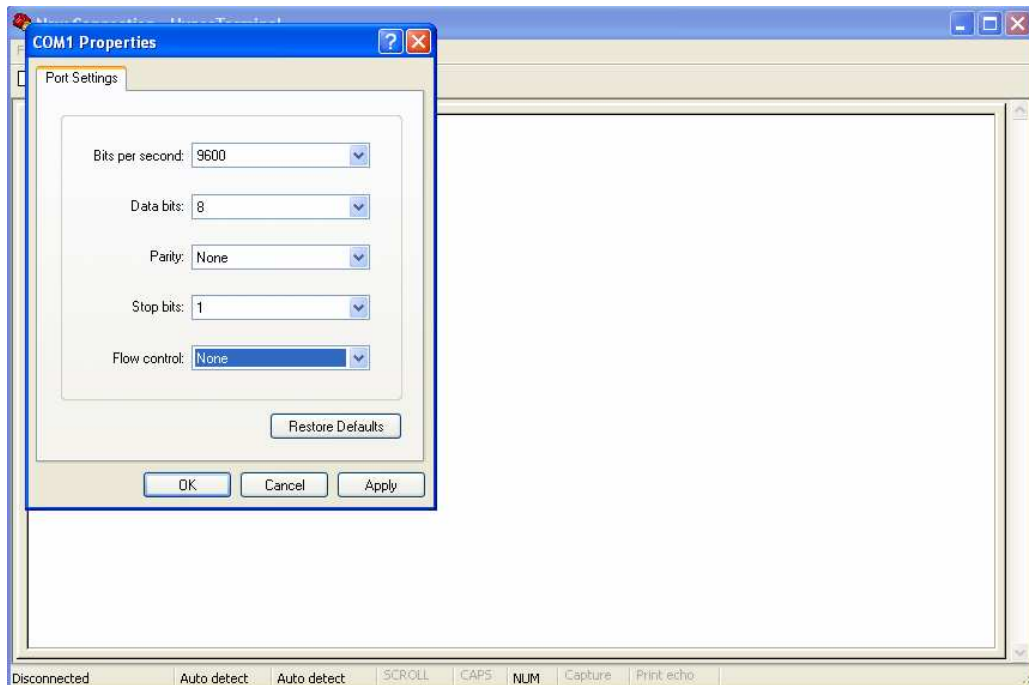 COM1 Properties
Port Settings
Bits per second: 9600
Data bits: 8
Parity: None
Stop bits: 1
Flow control: None
Restore Defaults
OK Cancel Apply
Disconnected Auto detect Auto detect SCROLL CAPS NUM Capture Print echo